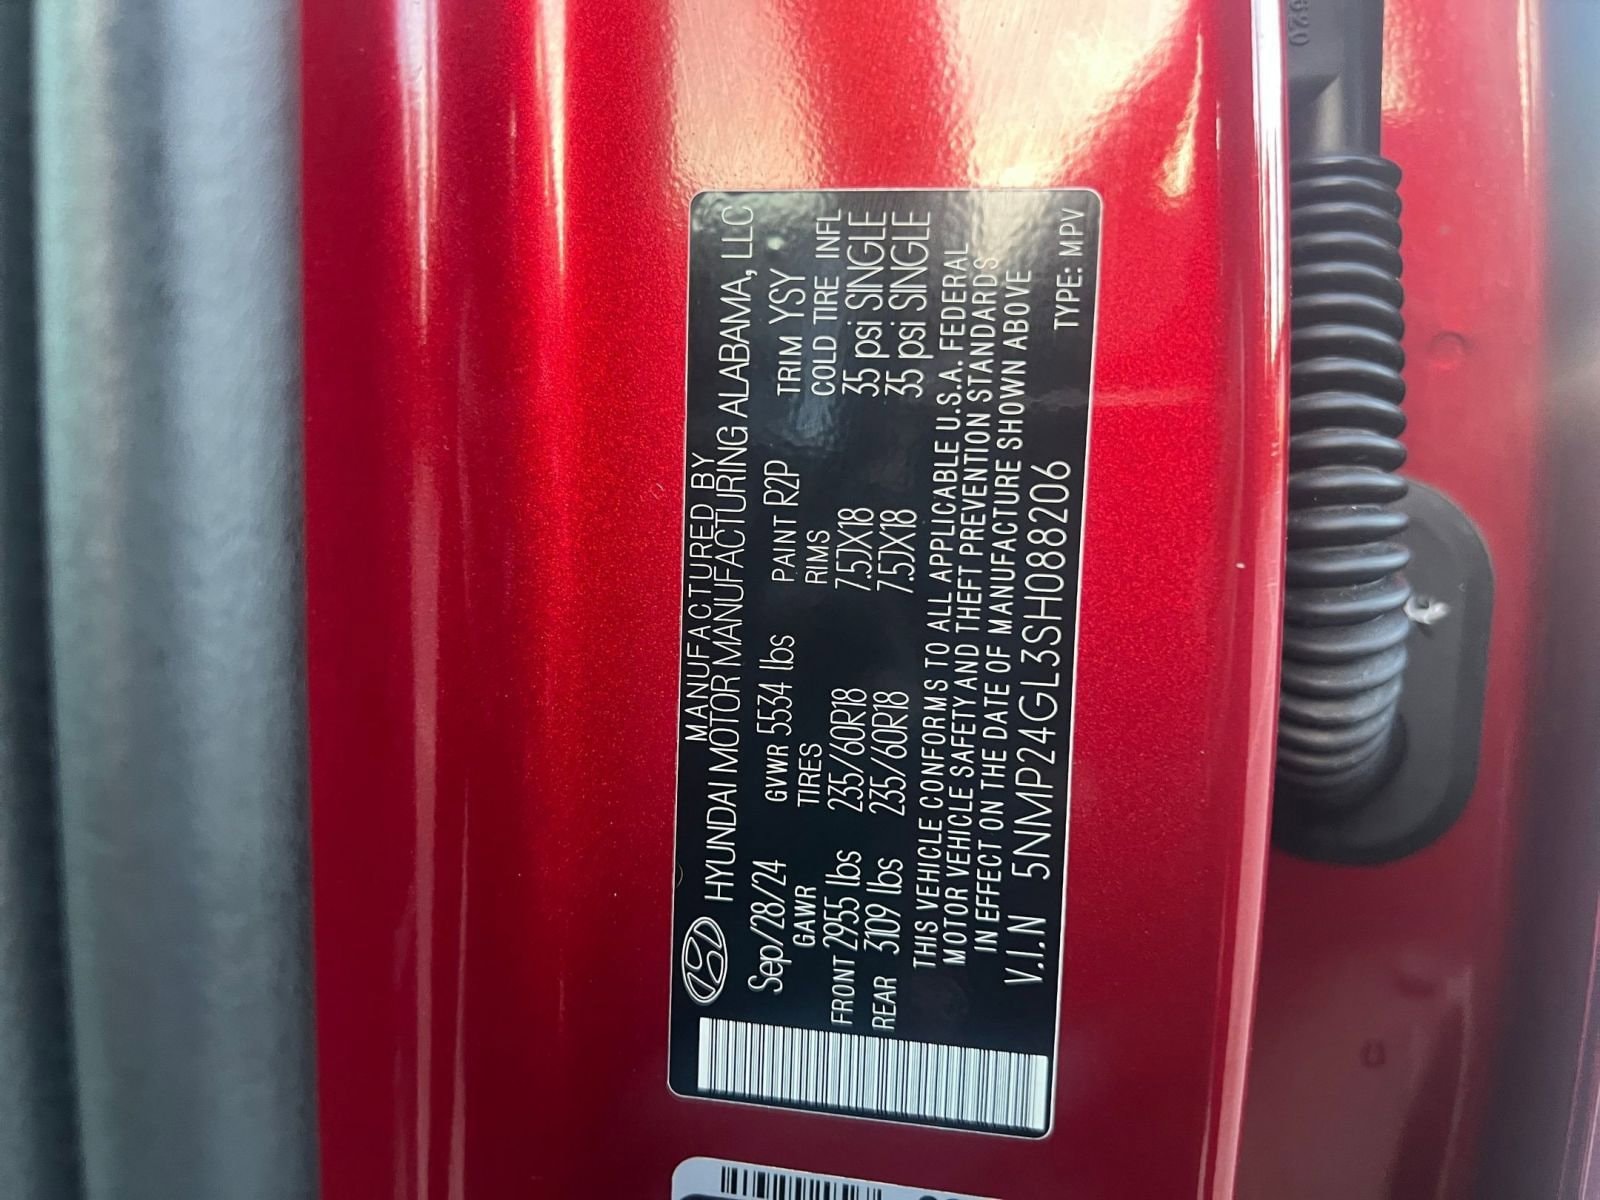 MANUFACTURED BY
HYUNDAI MOTOR MANUFACTURING ALABAMA, LLC
Sep/28/24 GVWR 5534 lbs PAINT R2P TRIM YSY
GAWR TIRES RIMS COLD TIRE INFL
FRONT 2955 lbs 235/60R18 7.5JX18 35 psi SINGLE
REAR 3109 lbs 235/60R18 7.5JX18 35 psi SINGLE
THIS VEHICLE CONFORMS TO ALL APPLICABLE U.S.A. FEDERAL
MOTOR VEHICLE SAFETY AND THEFT PREVENTION STANDARDS
IN EFFECT ON THE DATE OF MANUFACTURE SHOWN ABOVE
V.I.N 5NMP24GL3SH088206 TYPE: MPV